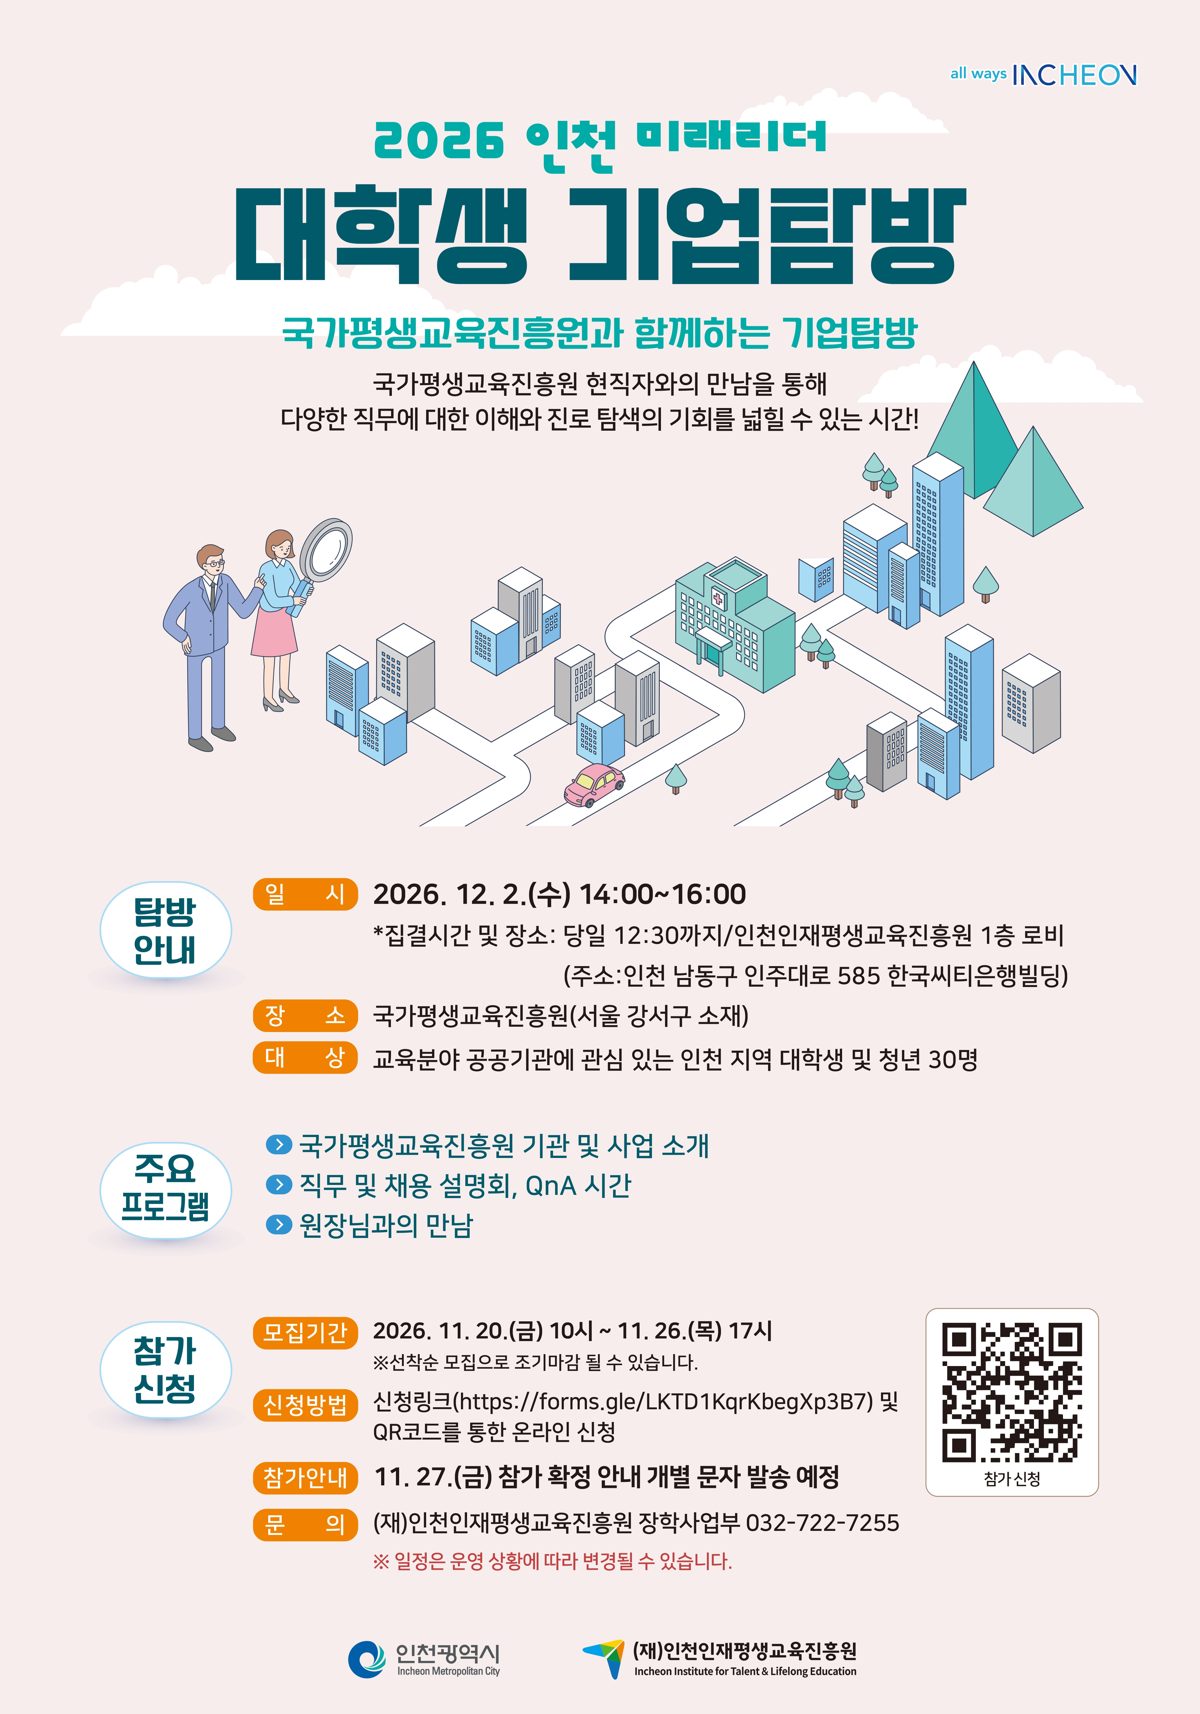 all ways INCHEON
2026 인천 미래리더
대학생 기업탐방
국가평생교육진흥원과 함께하는 기업탐방
국가평생교육진흥원 현직자와의 만남을 통해
다양한 직무에 대한 이해와 진로 탐색의 기회를 넓힐 수 있는 시간!
탐방
안내
일 시 2026. 12. 2.(수) 14:00~16:00
*집결시간 및 장소: 당일 12:30까지/인천인재평생교육진흥원 1층 로비
(주소:인천 남동구 인주대로 585 한국씨티은행빌딩)
장 소 국가평생교육진흥원(서울 강서구 소재)
대 상 교육분야 공공기관에 관심 있는 인천 지역 대학생 및 청년 30명
주요
프로그램
국가평생교육진흥원 기관 및 사업 소개
직무 및 채용 설명회, QnA 시간
원장님과의 만남
참가
신청
모집기간 2026. 11. 20.(금) 10시 ~ 11. 26.(목) 17시
※선착순 모집으로 조기마감 될 수 있습니다.
신청방법 신청링크(https://forms.gle/LKTD1KqrKbegXp3B7) 및
QR코드를 통한 온라인 신청
참가안내 11. 27.(금) 참가 확정 안내 개별 문자 발송 예정
문 의 (재)인천인재평생교육진흥원 장학사업부 032-722-7255
※ 일정은 운영 상황에 따라 변경될 수 있습니다.
참가 신청
인천광역시
Incheon Metropolitan City
(재)인천인재평생교육진흥원
Incheon Institute for Talent & Lifelong Education